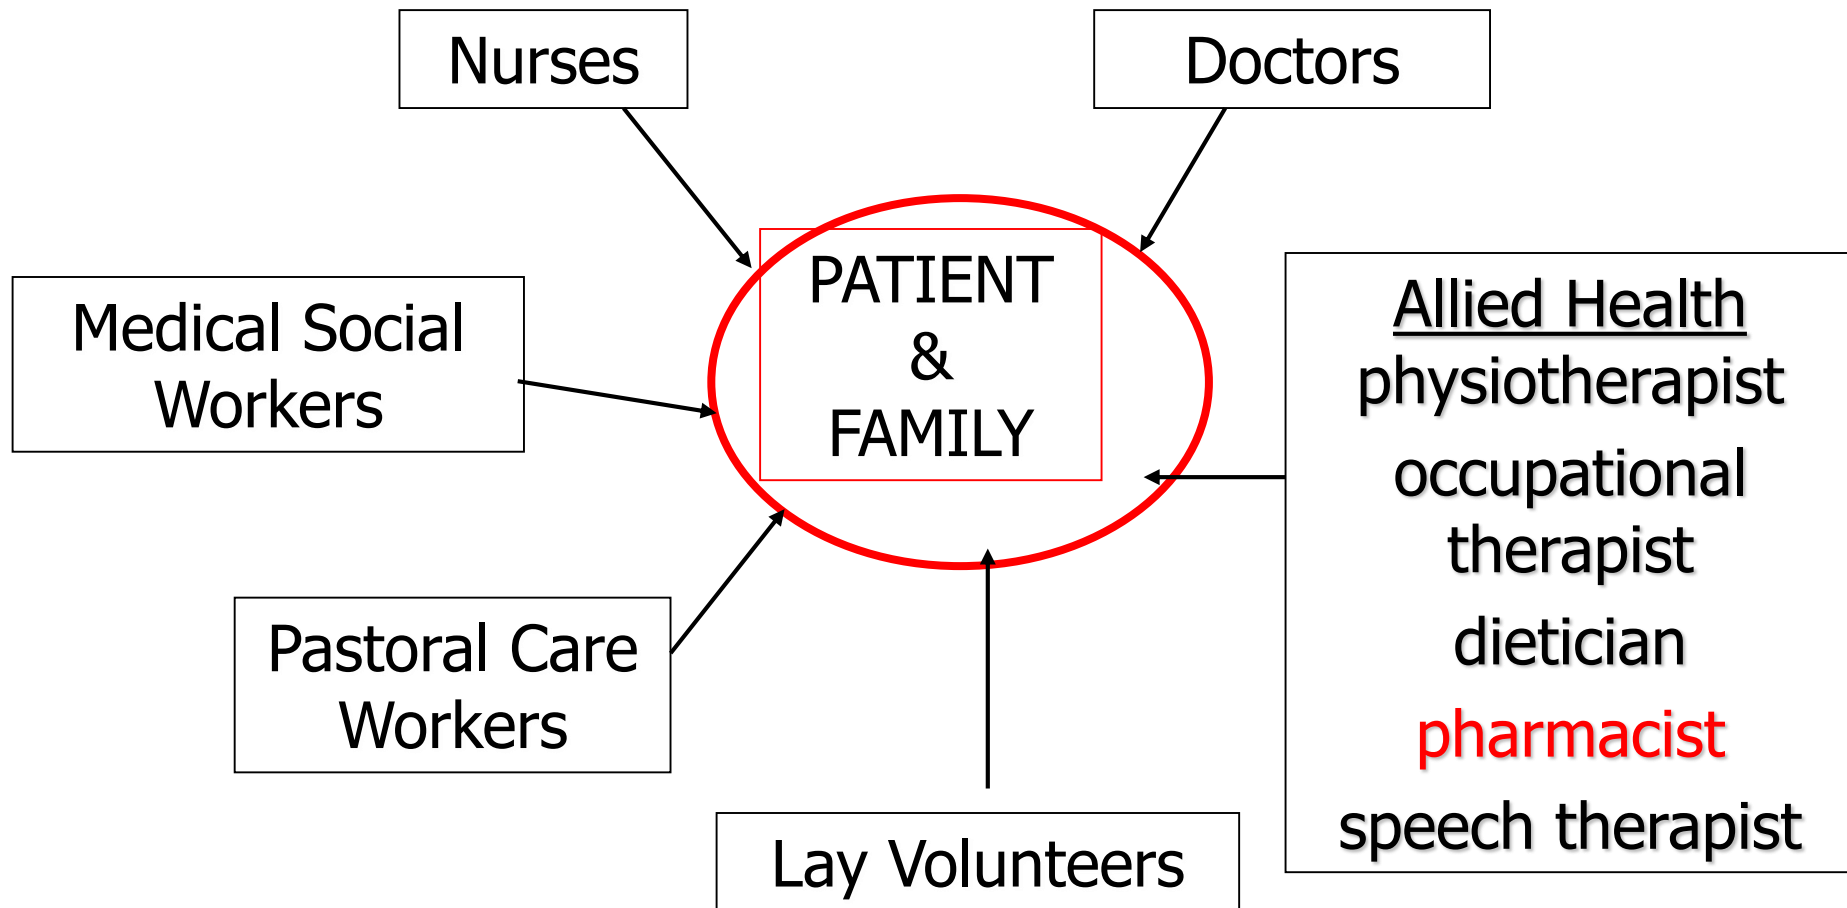 Nurses
Doctors
PATIENT
&
FAMILY
Medical Social
Workers
Allied Health
physiotherapist
occupational
therapist
dietician
pharmacist
speech therapist
Pastoral Care
Workers
Lay Volunteers